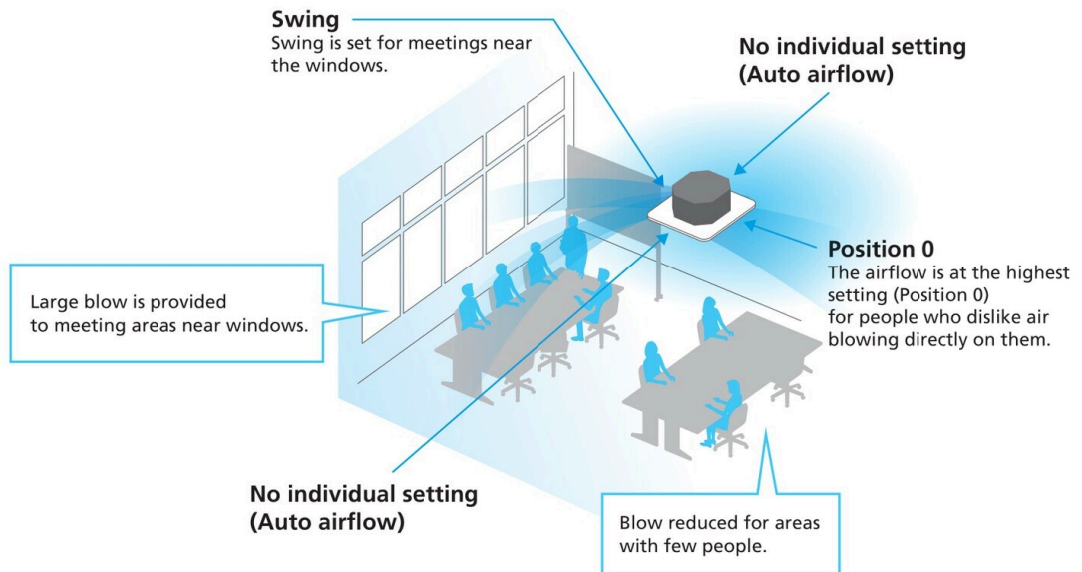 Swing
Swing is set for meetings near
the windows.
No individual setting
(Auto airflow)
Position 0
The airflow is at the highest
setting (Position 0)
for people who dislike air
blowing directly on them.
Large blow is provided
to meeting areas near windows.
No individual setting
(Auto airflow)
Blow reduced for areas
with few people.